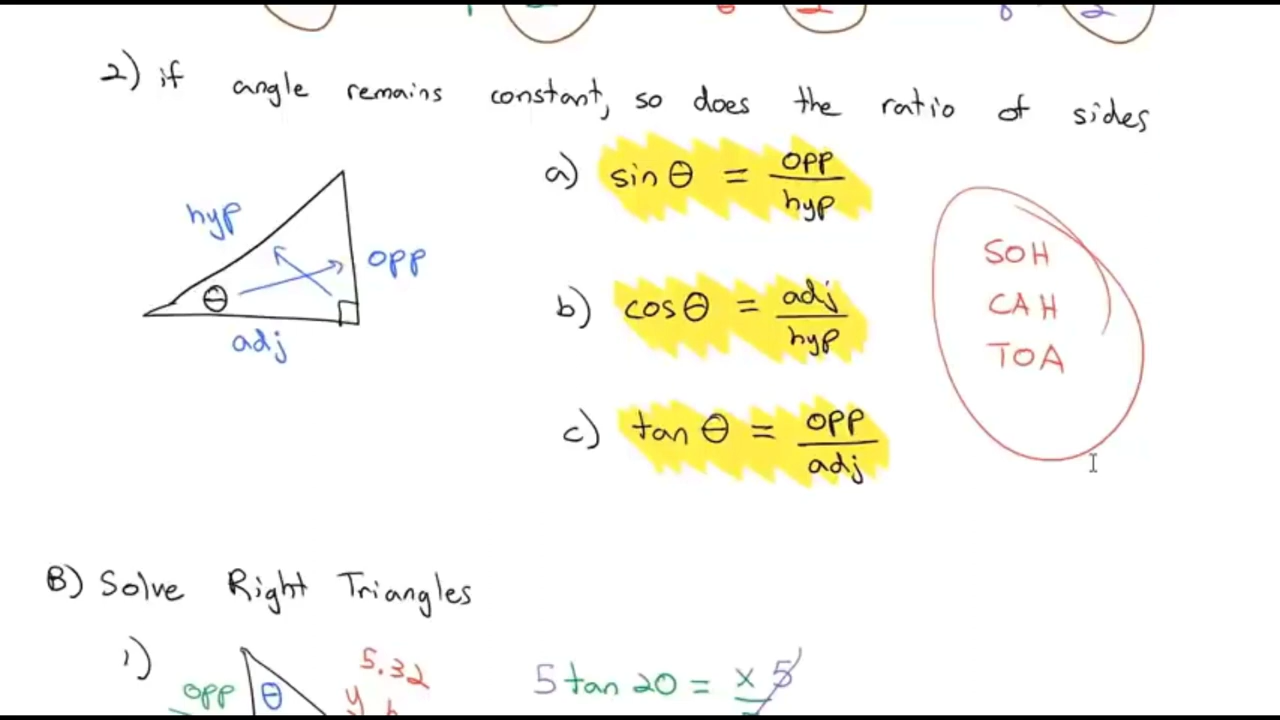 2) if angle remains constant, so does the ratio of sides
a) sin θ = opp/hyp
hyp
opp
θ
adj
b) cos θ = adj/hyp
c) tan θ = opp/adj
SOH
CAH
TOA
B) Solve Right Triangles
1)
opp
θ
5.32
y
5 tan 20 = x 5